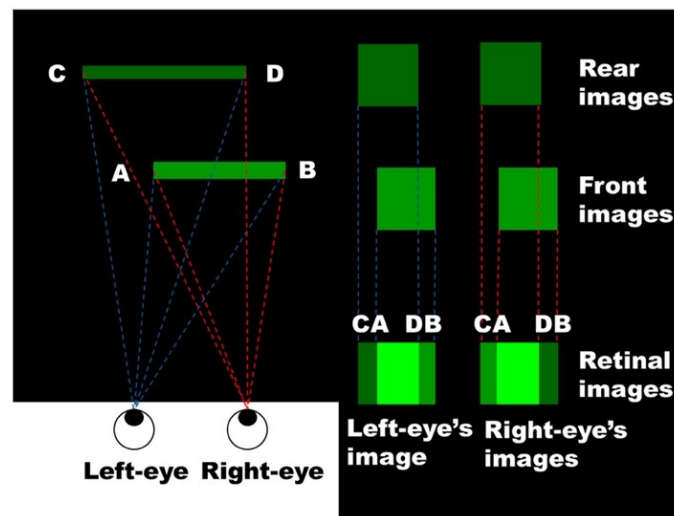 C
D
A
B
Left-eye
Right-eye
Rear
images
Front
images
CA
DB
CA
DB
Retinal
images
Left-eye's
image
Right-eye's
images